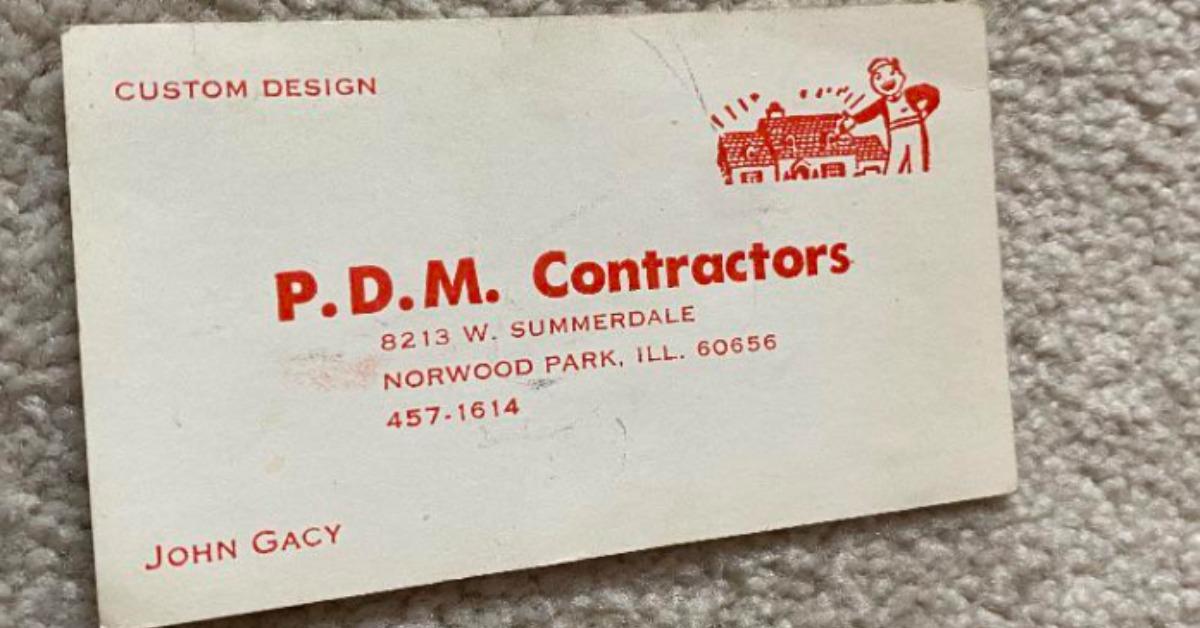 CUSTOM DESIGN
P.D.M. Contractors
8213 W. SUMMERDALE
NORWOOD PARK, ILL. 60656
457-1614
JOHN GACY